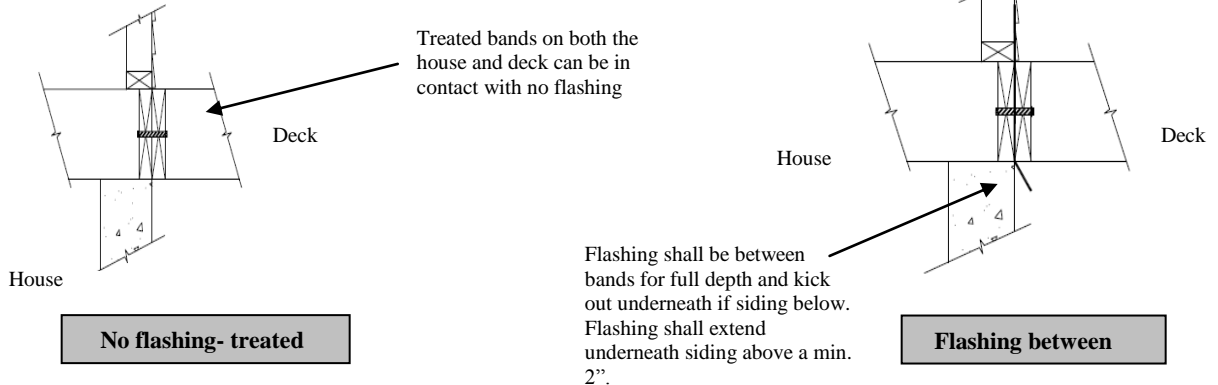 Treated bands on both the
house and deck can be in
contact with no flashing
Deck
House
No flashing- treated
House
Deck
Flashing shall be between
bands for full depth and kick
out underneath if siding below.
Flashing shall extend
underneath siding above a min.
2”.
Flashing between